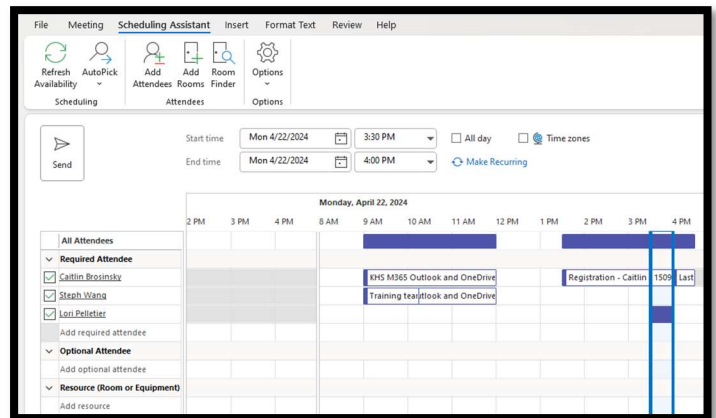 File Meeting Scheduling Assistant Insert Format Text Review Help
Refresh Availability
AutoPick
Add Attendees
Add Rooms
Room Finder
Options
Scheduling Attendees Options
Send
Start time Mon 4/22/2024 3:30 PM All day Time zones
End time Mon 4/22/2024 4:00 PM Make Recurring
Monday, April 22, 2024
2 PM 3 PM 4 PM 8 AM 9 AM 10 AM 11 AM 12 PM 1 PM 2 PM 3 PM 4 PM
All Attendees
Required Attendee
Caitlin Brosinsky KHS M365 Outlook and OneDrive Registration - Caitlin 1509 Last
Steph Wang Training tear utlook and OneDrive
Lori Pelletier
Add required attendee
Optional Attendee
Add optional attendee
Resource (Room or Equipment)
Add resource